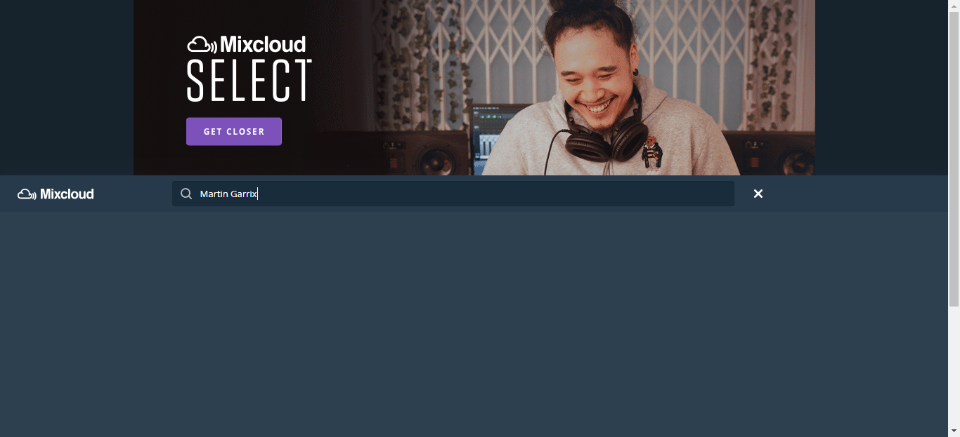 Mixcloud
SELECT
GET CLOSER
Mixcloud
Martin Garrix